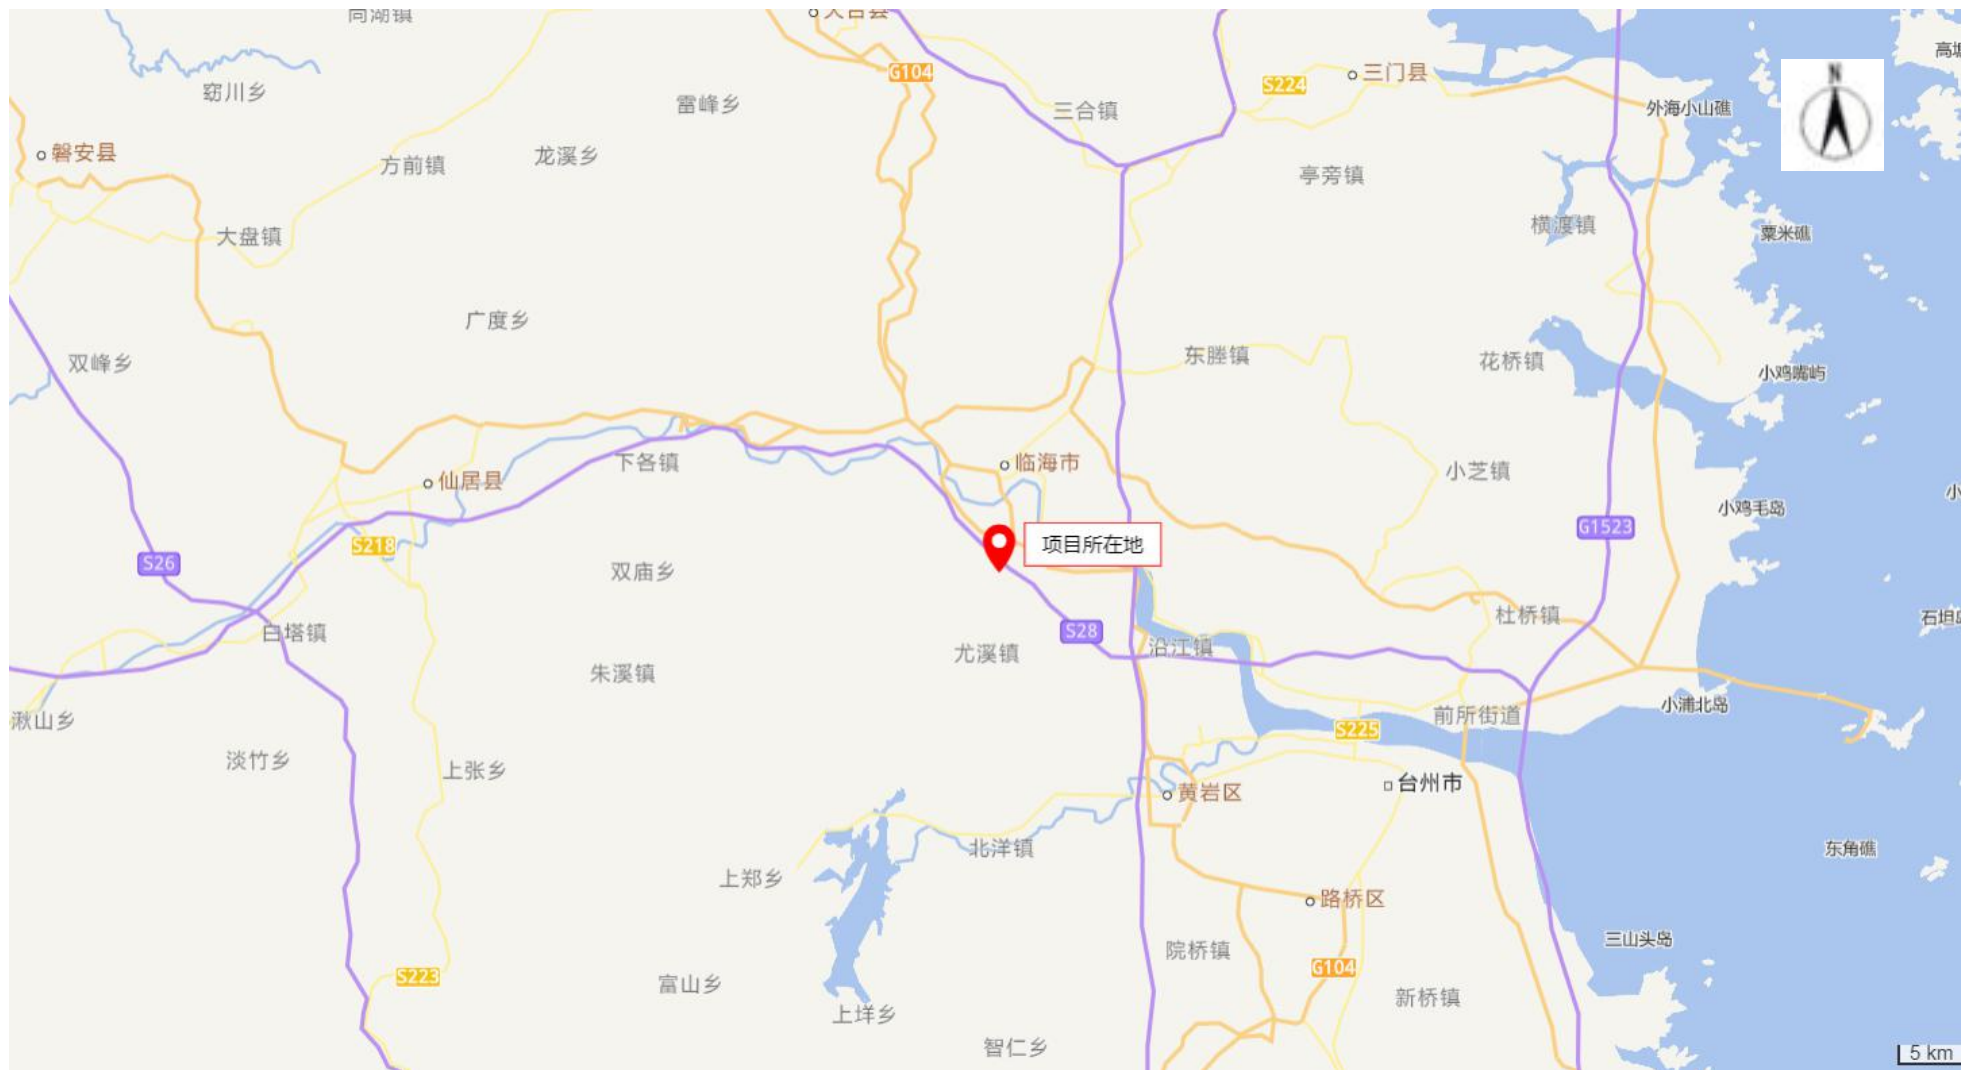 天台县
尚湖镇
G104
三门县
高塘
N
S224
窈川乡
雷峰乡
三合镇
外海小山礁
磐安县
龙溪乡
方前镇
亭旁镇
横渡镇
粟米礁
大盘镇
广度乡
双峰乡
东塍镇
花桥镇
小鸡嘴屿
下各镇
临海市
小芝镇
仙居县
小鸡毛岛
小
G1523
S218
项目所在地
S26
双庙乡
杜桥镇
石坦岛
白塔镇
S28
沿江镇
尤溪镇
朱溪镇
湫山乡
小浦北岛
前所街道
S225
淡竹乡
上张乡
台州市
黄岩区
北洋镇
东角礁
上郑乡
路桥区
三山头岛
院桥镇
G104
S223
富山乡
新桥镇
上垟乡
智仁乡
5 km